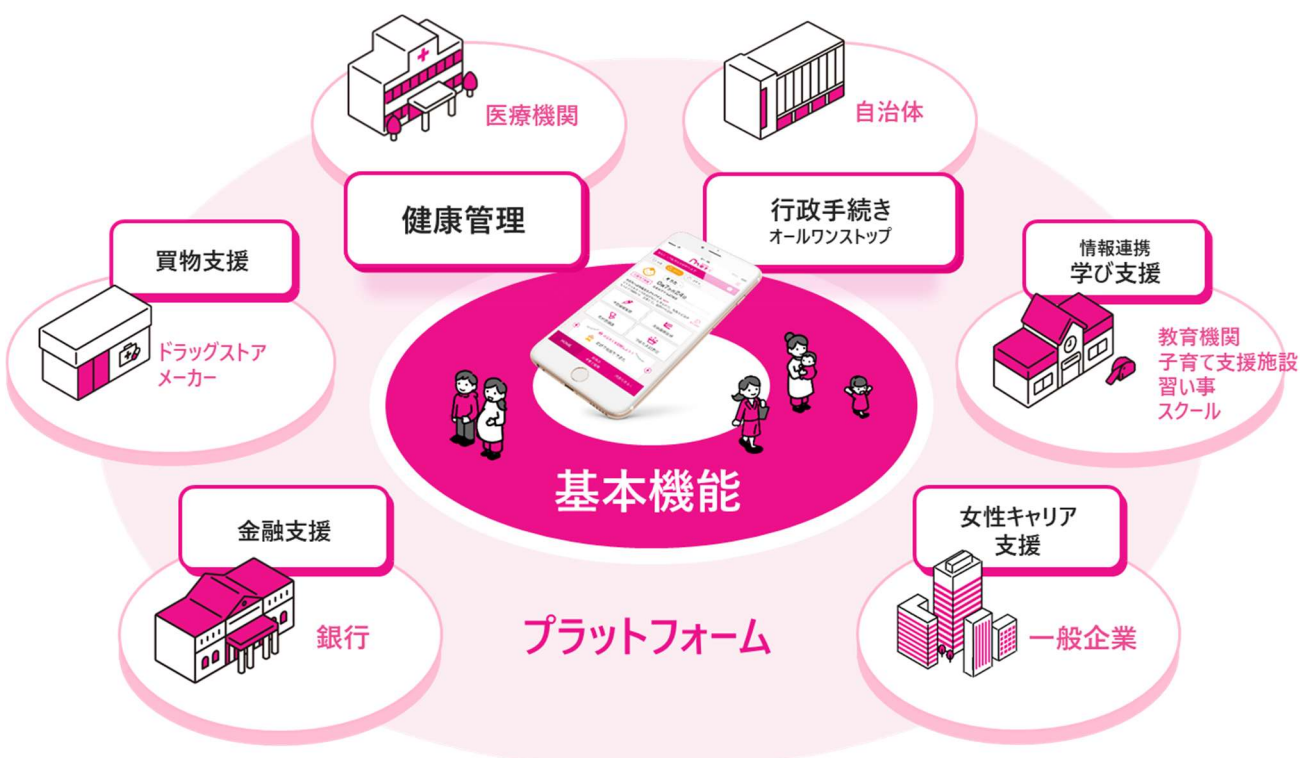 医療機関
自治体
健康管理
行政手続き
オールワンストップ
買物支援
ドラッグストア
メーカー
情報連携
学び支援
教育機関
子育て支援施設
習い事
スクール
基本機能
金融支援
銀行
女性キャリア
支援
一般企業
プラットフォーム